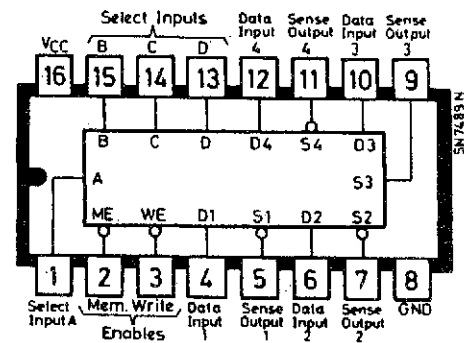 Select Inputs
Data Input 4
Sense Output 4
Data Input 3
Sense Output 3
VCC B C D
16 15 14 13 12 11 10 9
B C D D4 S4 D3
A
S3
ME WE D1 S1 D2 S2
1 2 3 4 5 6 7 8
Select Input A
Mem. Write
Enables
Data Input 1
Sense Output 1
Data Input 2
Sense Output 2
GND
SN7489N